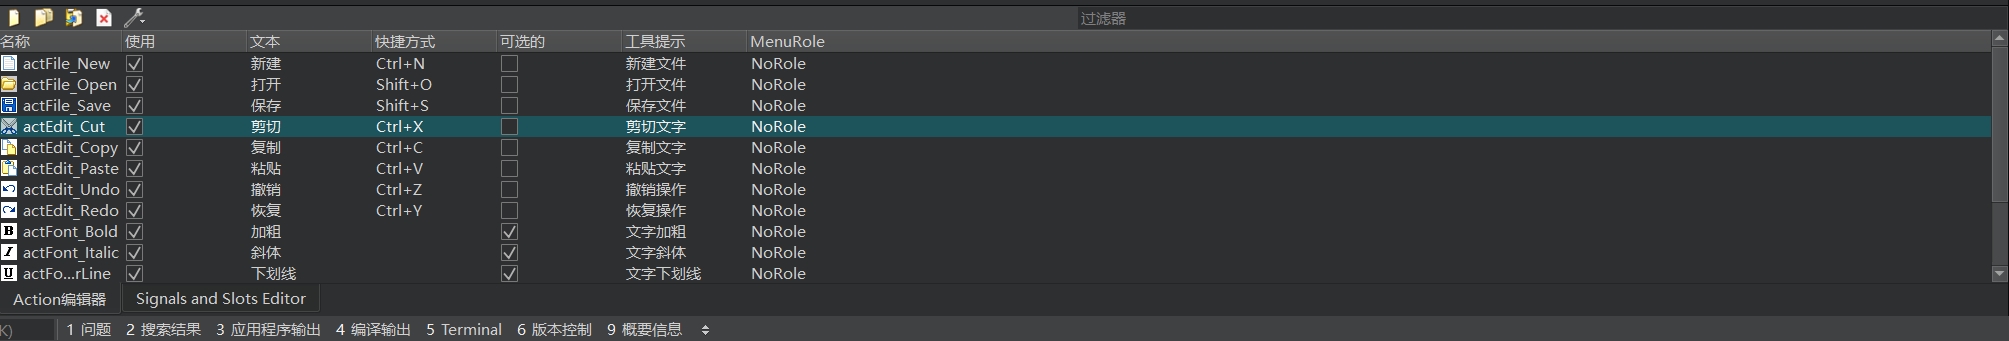 过滤器
名称 使用 文本 快捷方式 可选的 工具提示 MenuRole
actFile_New 新建 Ctrl+N 新建文件 NoRole
actFile_Open 打开 Shift+O 打开文件 NoRole
actFile_Save 保存 Shift+S 保存文件 NoRole
actEdit_Cut 剪切 Ctrl+X 剪切文字 NoRole
actEdit_Copy 复制 Ctrl+C 复制文字 NoRole
actEdit_Paste 粘贴 Ctrl+V 粘贴文字 NoRole
actEdit_Undo 撤销 Ctrl+Z 撤销操作 NoRole
actEdit_Redo 恢复 Ctrl+Y 恢复操作 NoRole
B actFont_Bold 加粗 文字加粗 NoRole
I actFont_Italic 斜体 文字斜体 NoRole
U actFo...rLine 下划线 文字下划线 NoRole
Action编辑器 Signals and Slots Editor
K) 1 问题 2 搜索结果 3 应用程序输出 4 编译输出 5 Terminal 6 版本控制 9 概要信息